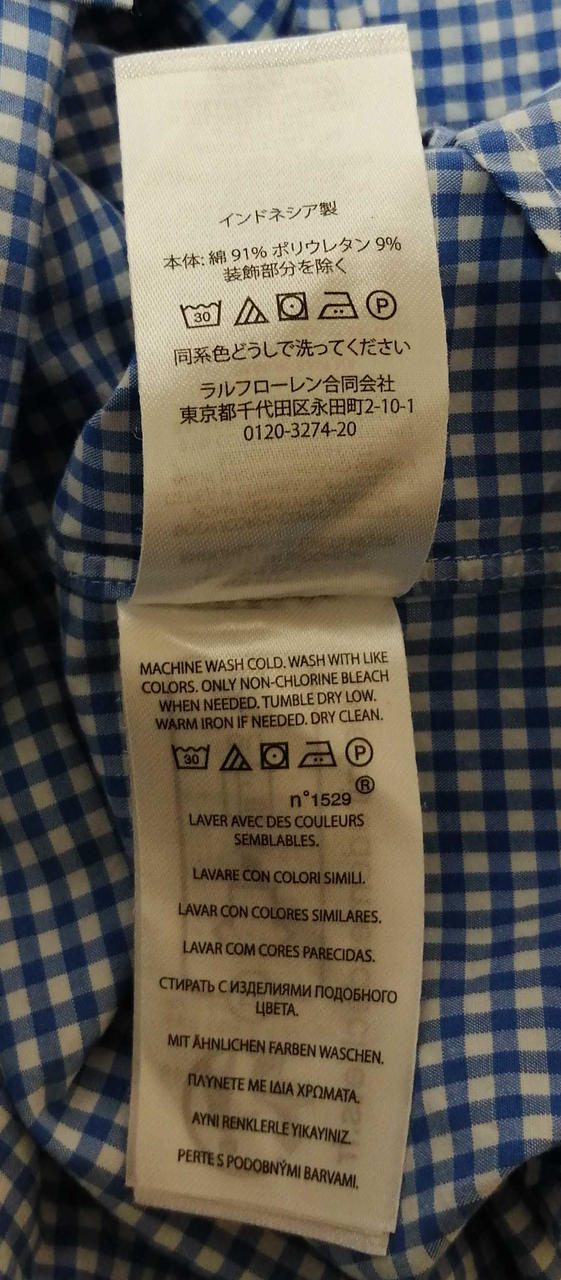 インドネシア製
本体: 綿 91% ポリウレタン 9%
装飾部分を除く
30 P
同系色どうしで洗ってください
ラルフローレン合同会社
東京都千代田区永田町2-10-1
0120-3274-20
MACHINE WASH COLD. WASH WITH LIKE
COLORS. ONLY NON-CHLORINE BLEACH
WHEN NEEDED. TUMBLE DRY LOW.
WARM IRON IF NEEDED. DRY CLEAN.
30 P
n°1529 ®
LAVER AVEC DES COULEURS
SEMBLABLES.
LAVARE CON COLORI SIMILI.
LAVAR CON COLORES SIMILARES.
LAVAR COM CORES PARECIDAS.
СТИРАТЬ С ИЗДЕЛИЯМИ ПОДОБНОГО
ЦВЕТА.
MIT ÄHNLICHEN FARBEN WASCHEN.
ΠΛΥΝΕΤΕ ΜΕ ΙΔΙΑ ΧΡΩΜΑΤΑ.
AYNI RENKLERLE YIKAYINIZ.
PERTE S PODOBNÝMI BARVAMI.